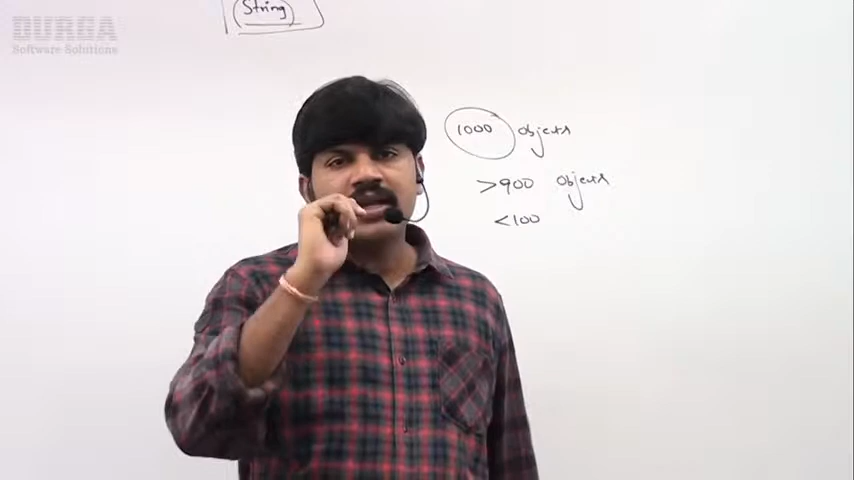 String
DURGA
Software Solutions
1000 objects
>900 objects
<100